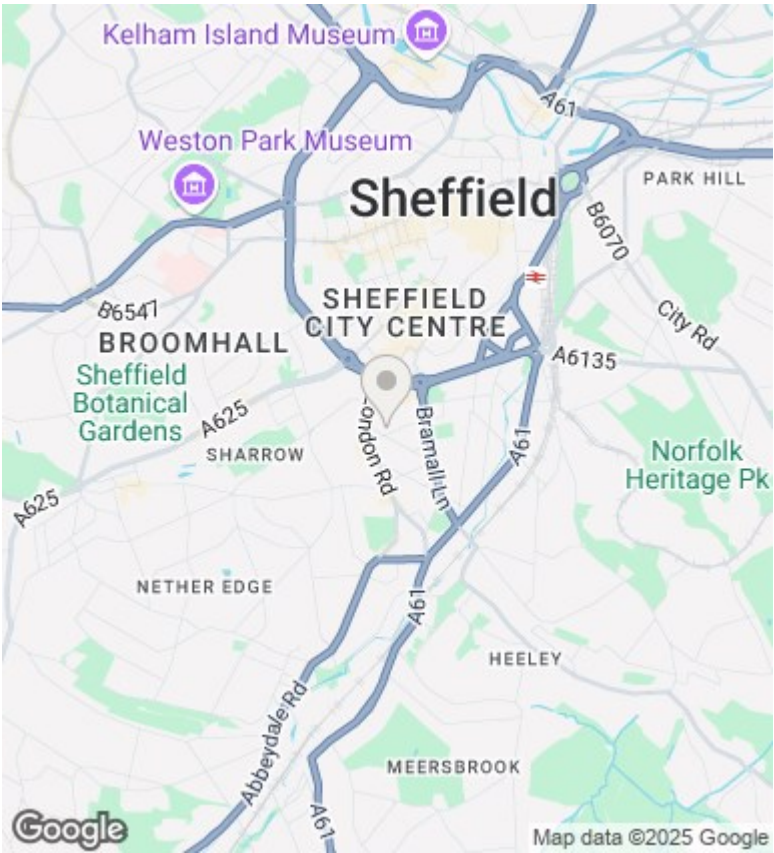 Kelham Island Museum
A61
Weston Park Museum
PARK HILL
Sheffield
B6070
SHEFFIELD
CITY CENTRE
City Rd
B6547
BROOMHALL
A6135
Sheffield
Botanical
Gardens
A625
London Rd
Bramall Ln
A61
SHARROW
Norfolk
Heritage Pk
A625
NETHER EDGE
A61
HEELEY
Abbeydale Rd
MEERSBROOK
A61
Google
Map data ©2025 Google